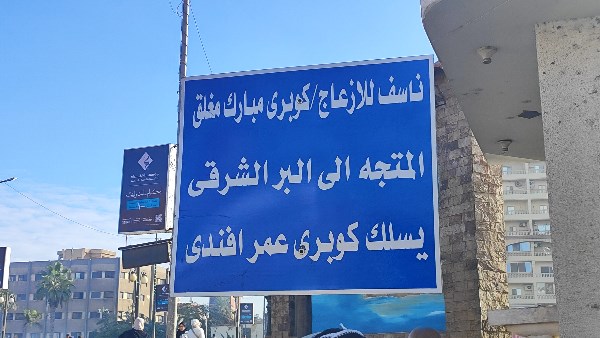 ناسف للازعاج/كوبرى مبارك مغلق
المتجه الى البر الشرقى
يسلك كوبرى عمر افندى